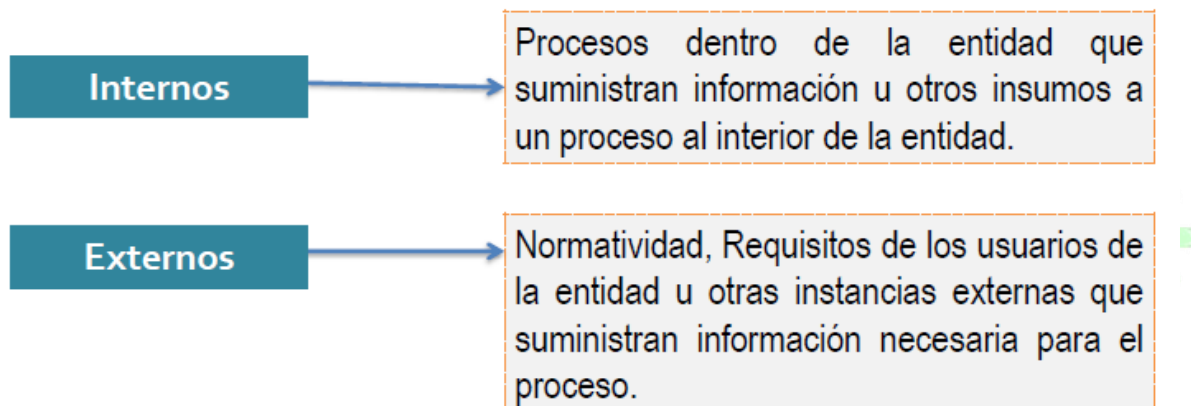 Internos
Procesos dentro de la entidad que
suministran información u otros insumos a
un proceso al interior de la entidad.
Externos
Normatividad, Requisitos de los usuarios de
la entidad u otras instancias externas que
suministran información necesaria para el
proceso.